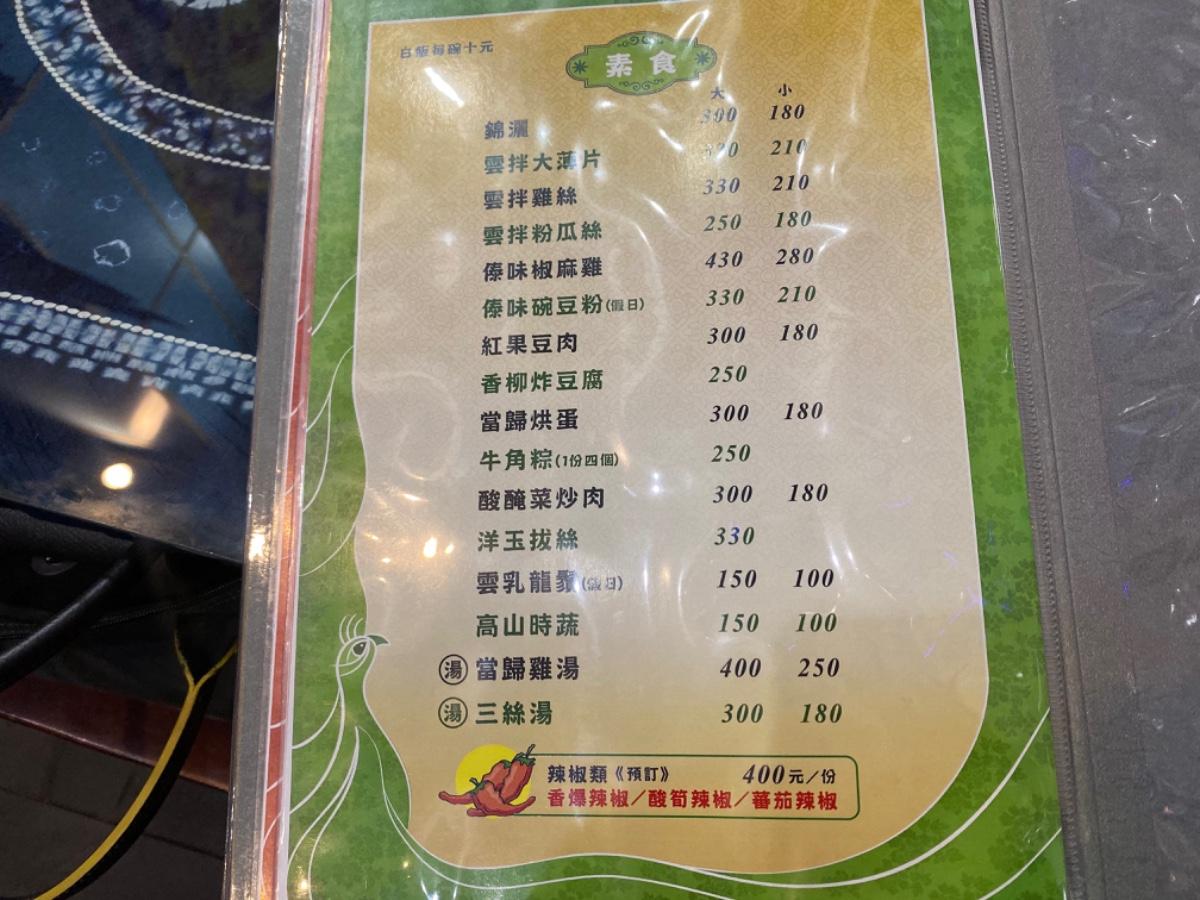 白飯每碗十元
素食
大 小
錦灑 300 180
雲拌大薄片 210
雲拌雞絲 330 210
雲拌粉瓜絲 250 180
傣味椒麻雞 430 280
傣味碗豆粉(假日) 330 210
紅果豆肉 300 180
香柳炸豆腐 250
當歸烘蛋 300 180
牛角粽(1份四個) 250
酸醃菜炒肉 300 180
洋玉拔絲 330
雲乳龍鬚(假日) 150 100
高山時蔬 150 100
湯 當歸雞湯 400 250
湯 三絲湯 300 180
辣椒類《預訂》 400元/份
香爆辣椒/酸筍辣椒/蕃茄辣椒